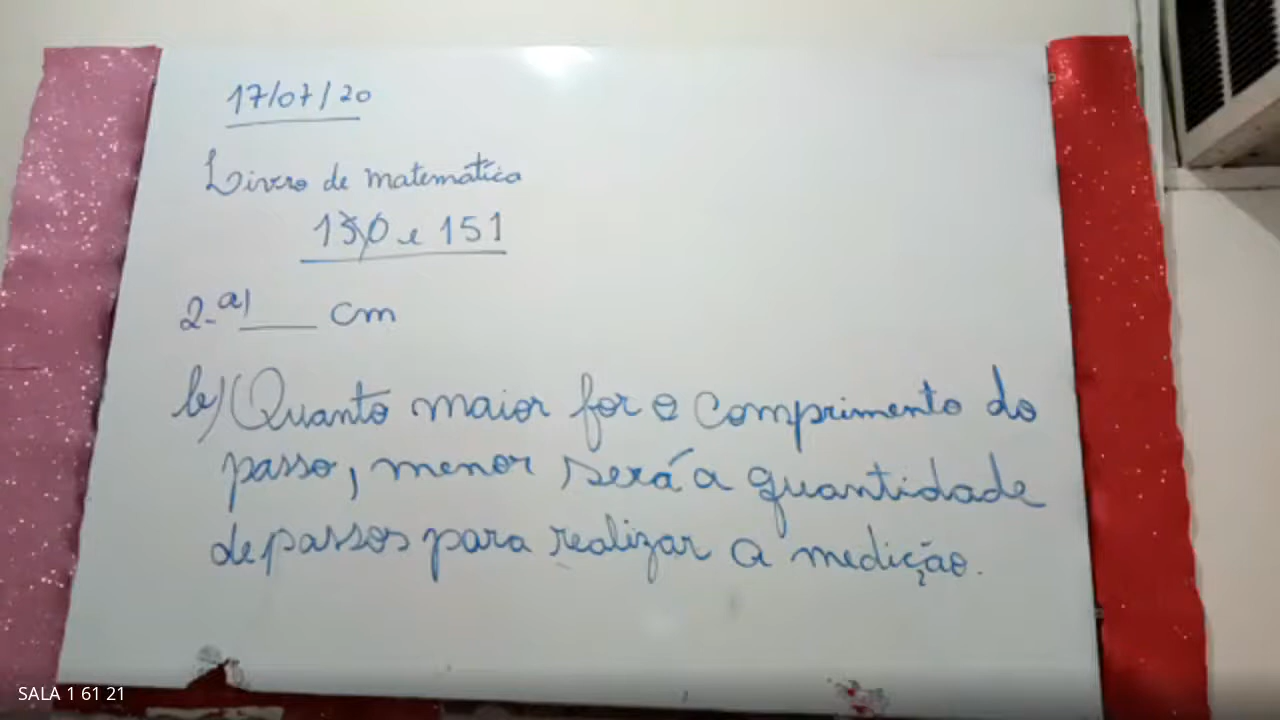 17/07/20
Livro de matemática
150 e 151
2-a) ____ cm
b) Quanto maior for o comprimento do
passo, menor será a quantidade
de passos para realizar a medição.
SALA 1 61 21